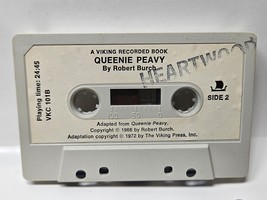 A VIKING RECORDED BOOK
QUEENIE PEAVY
By Robert Burch
HEARTWOOD
SIDE 2
Playing time: 24:45
VKC 101B
Adapted from Queenie Peavy,
Copyright © 1966 by Robert Burch.
Adaptation copyright © 1972 by The Viking Press, Inc.